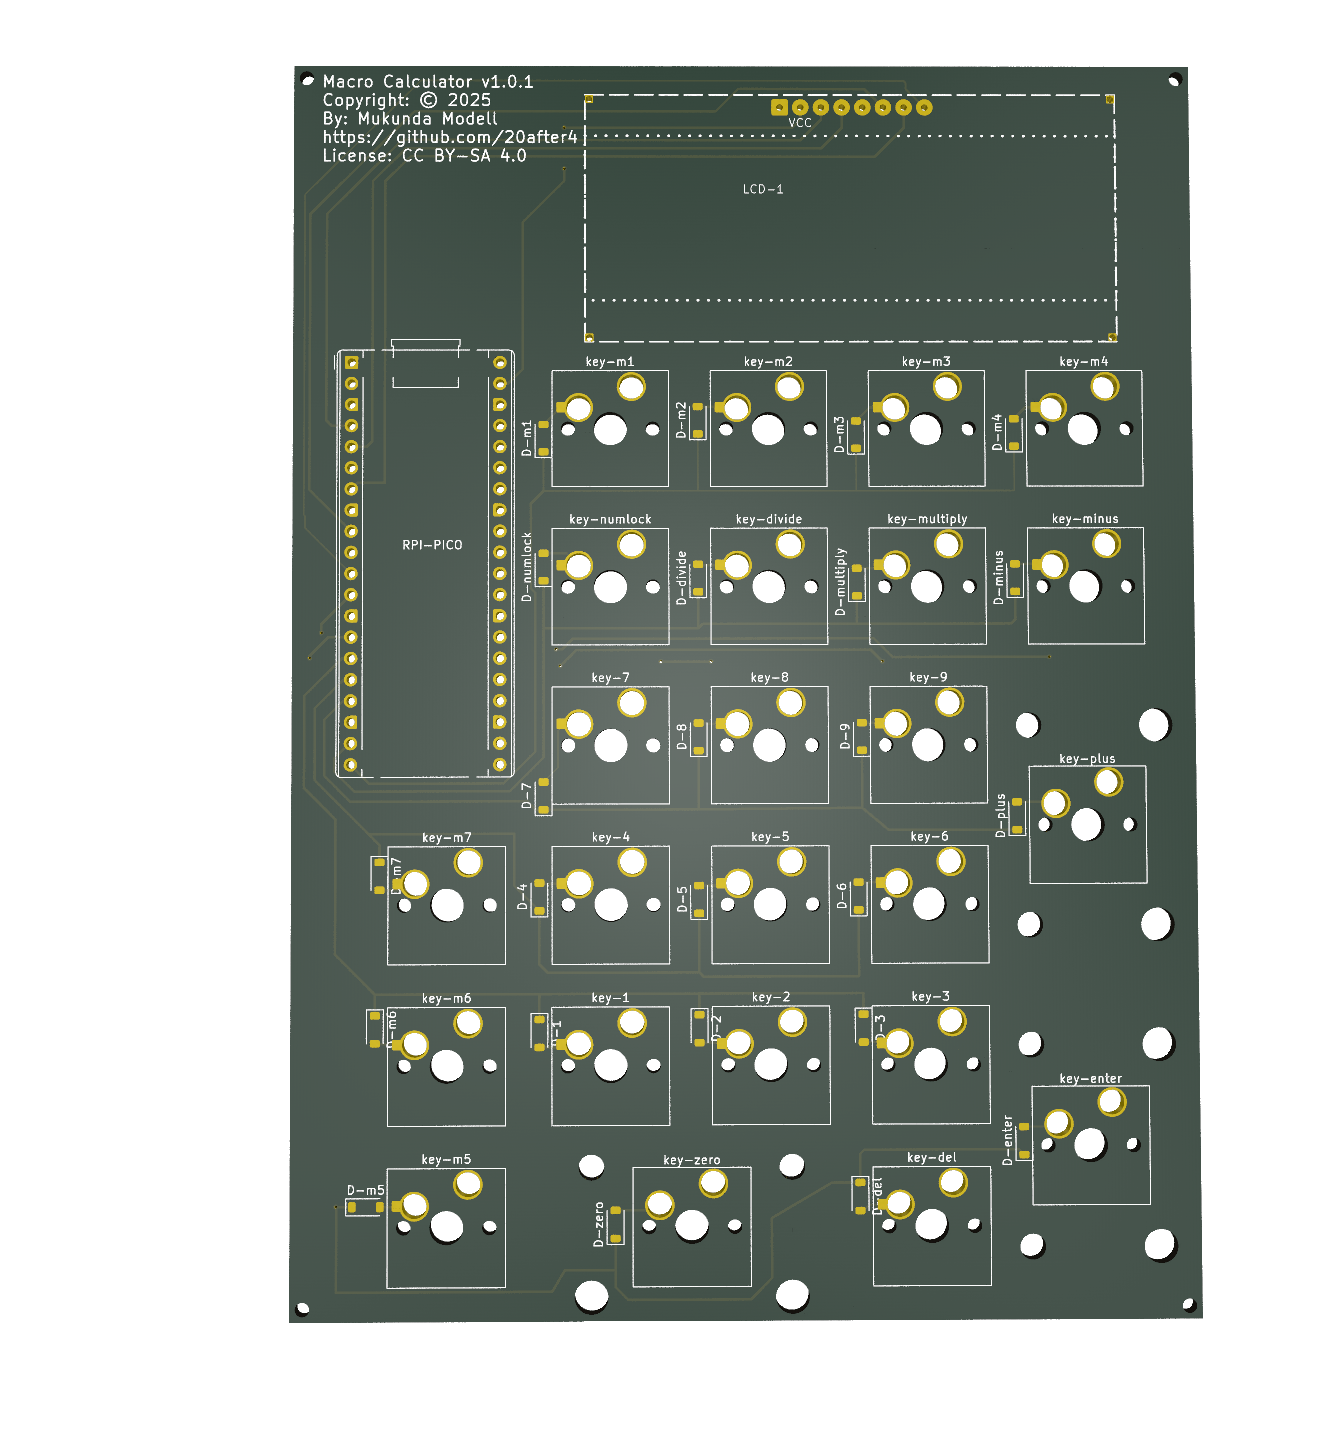 Macro Calculator v1.0.1
Copyright: © 2025
By: Mukunda Modell
https://github.com/20after4
License: CC BY-SA 4.0
VCC
LCD-1
key-m1
key-m2
key-m3
key-m4
D-m1
D-m2
D-m3
D-m4
RPI-PICO
key-numlock
key-divide
key-multiply
key-minus
D-numlock
D-divide
D-multiply
D-minus
key-7
key-8
key-9
D-7
D-8
D-9
key-plus
D-plus
key-m7
key-4
key-5
key-6
D-m7
D-4
D-5
D-6
key-m6
key-1
key-2
key-3
D-m6
D-1
D-2
D-3
key-enter
D-enter
key-m5
key-zero
key-del
D-m5
D-zero
D-del